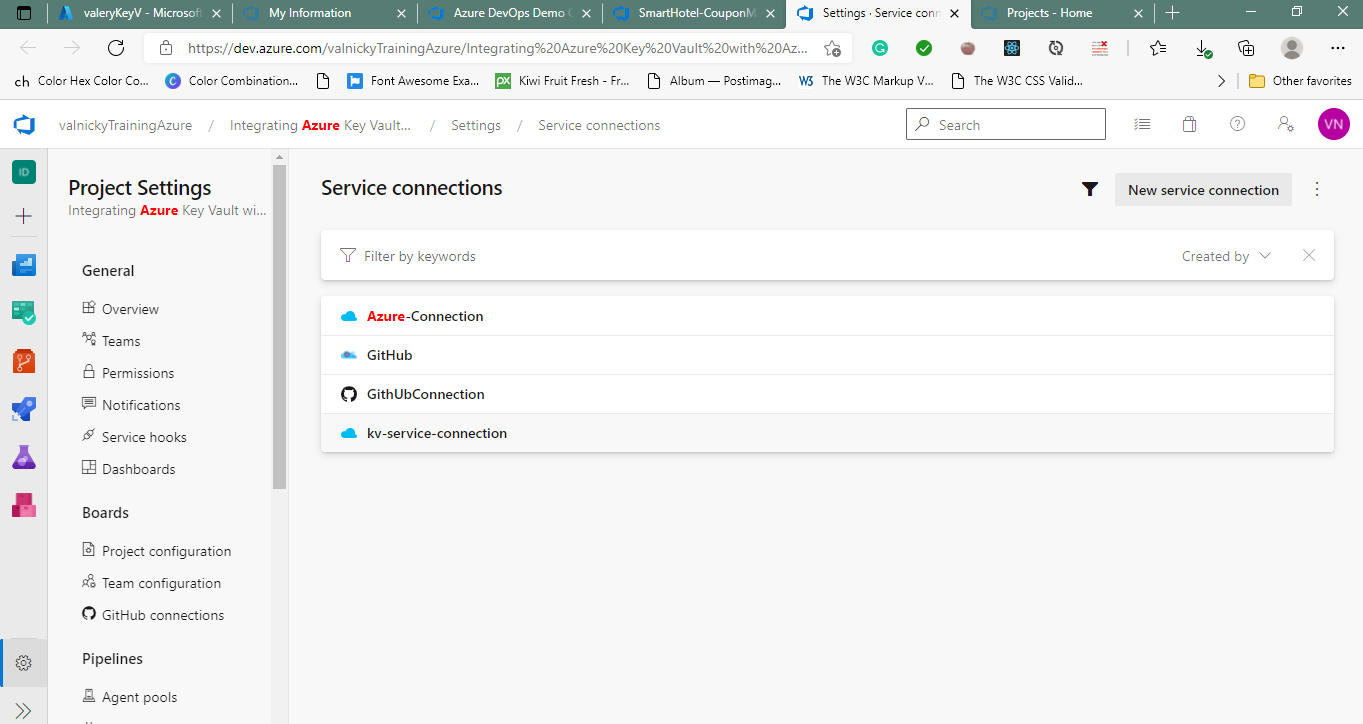 valeryKeyV - Microsoft
My Information
Azure DevOps Demo G
SmartHotel-CouponM
Settings · Service conn
Projects - Home
https://dev.azure.com/valnickyTrainingAzure/Integrating%20Azure%20Key%20Vault%20with%20Az...
ch Color Hex Color Co...
C Color Combination...
Font Awesome Exa...
px Kiwi Fruit Fresh - Fr...
Album — Postimag...
W3 The W3C Markup V...
The W3C CSS Valid...
Other favorites
valnickyTrainingAzure / Integrating Azure Key Vault... / Settings / Service connections
Search
VN
ID
Project Settings
Integrating Azure Key Vault wi...
General
Overview
Teams
Permissions
Notifications
Service hooks
Dashboards
Boards
Project configuration
Team configuration
GitHub connections
Pipelines
Agent pools
Service connections
New service connection
Filter by keywords
Created by
Azure-Connection
GitHub
GithUbConnection
kv-service-connection